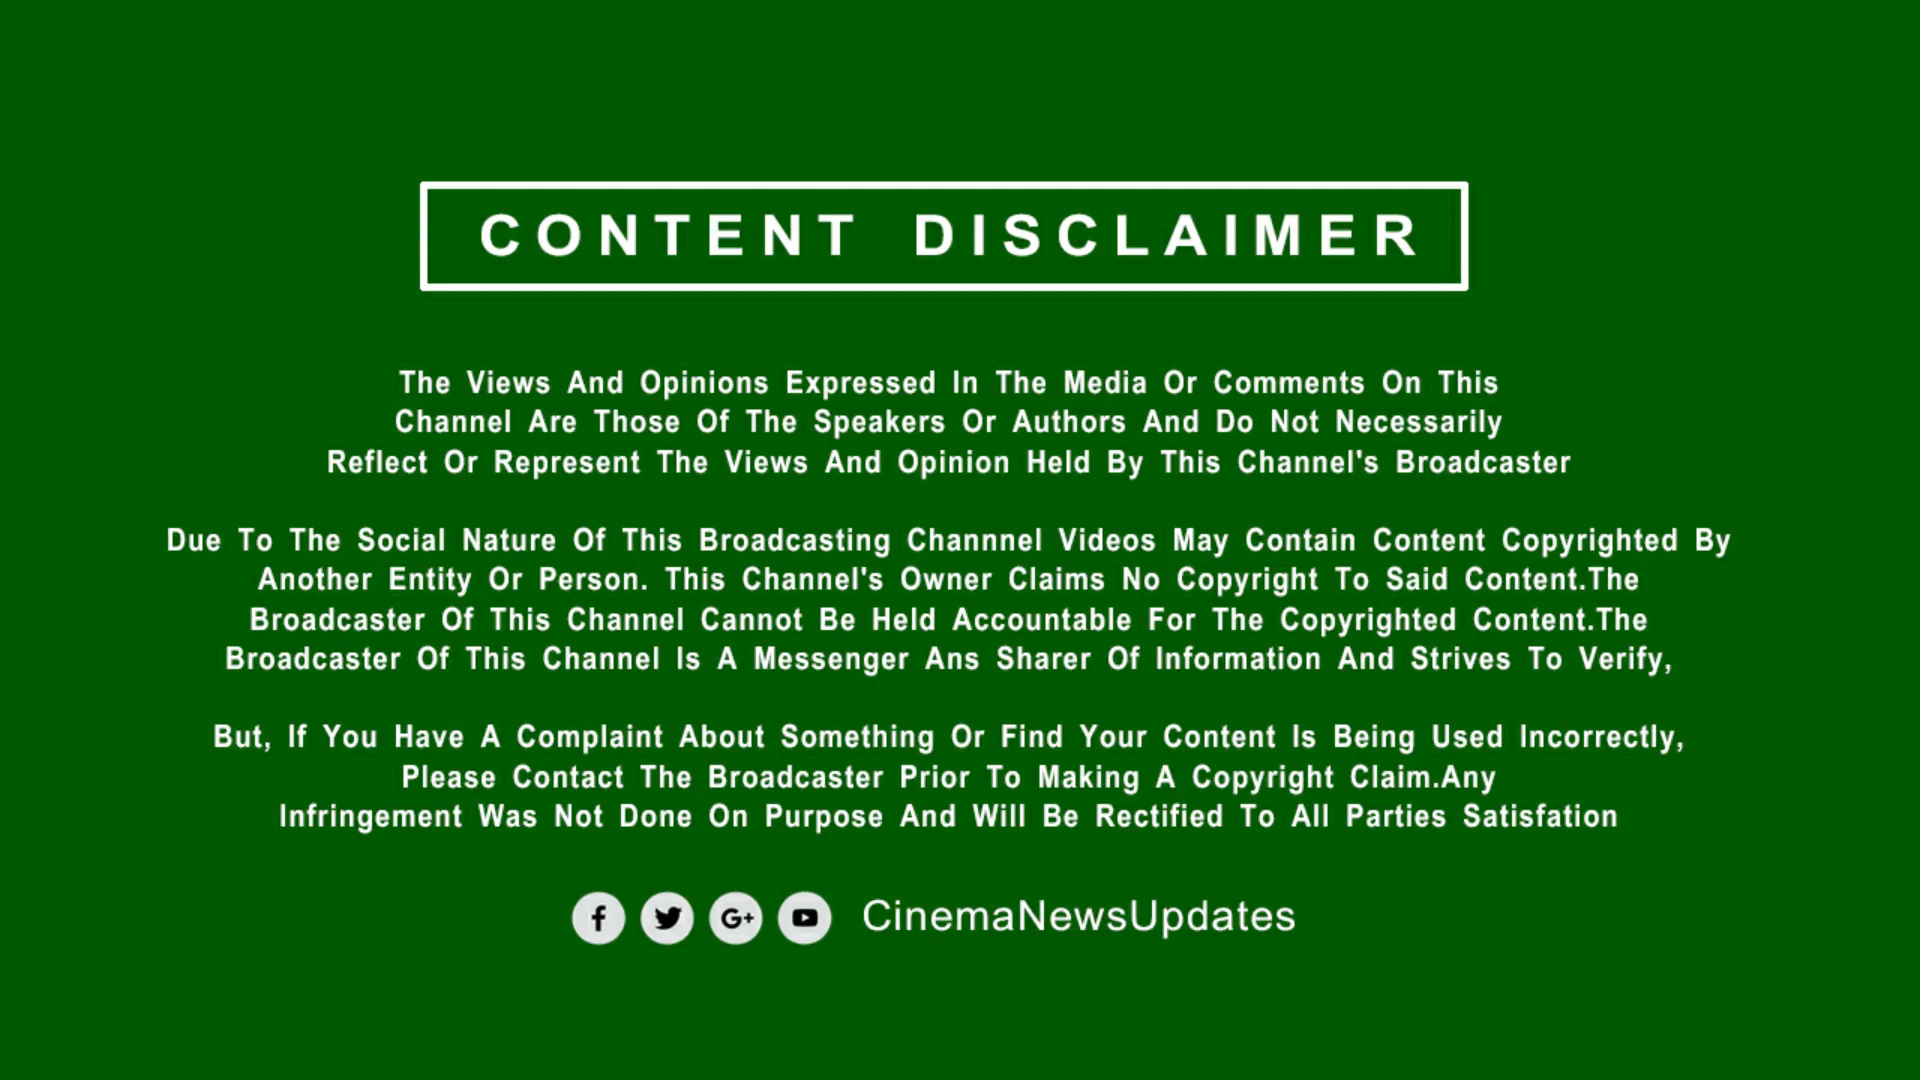 CONTENT DISCLAIMER
The Views And Opinions Expressed In The Media Or Comments On This
Channel Are Those Of The Speakers Or Authors And Do Not Necessarily
Reflect Or Represent The Views And Opinion Held By This Channel's Broadcaster
Due To The Social Nature Of This Broadcasting Channnel Videos May Contain Content Copyrighted By
Another Entity Or Person. This Channel's Owner Claims No Copyright To Said Content.The
Broadcaster Of This Channel Cannot Be Held Accountable For The Copyrighted Content.The
Broadcaster Of This Channel Is A Messenger Ans Sharer Of Information And Strives To Verify,
But, If You Have A Complaint About Something Or Find Your Content Is Being Used Incorrectly,
Please Contact The Broadcaster Prior To Making A Copyright Claim.Any
Infringement Was Not Done On Purpose And Will Be Rectified To All Parties Satisfation
CinemaNewsUpdates